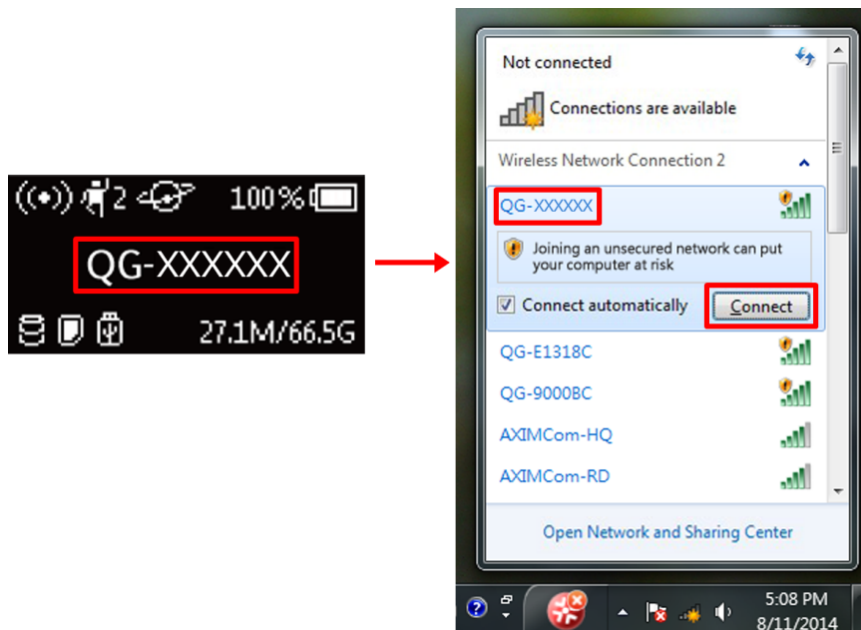 2 100%
QG-XXXXXX
27.1M/66.5G
Not connected
Connections are available
Wireless Network Connection 2
QG-XXXXXX
Joining an unsecured network can put
your computer at risk
Connect automatically Connect
QG-E1318C
QG-9000BC
AXIMCom-HQ
AXIMCom-RD
Open Network and Sharing Center
5:08 PM
8/11/2014